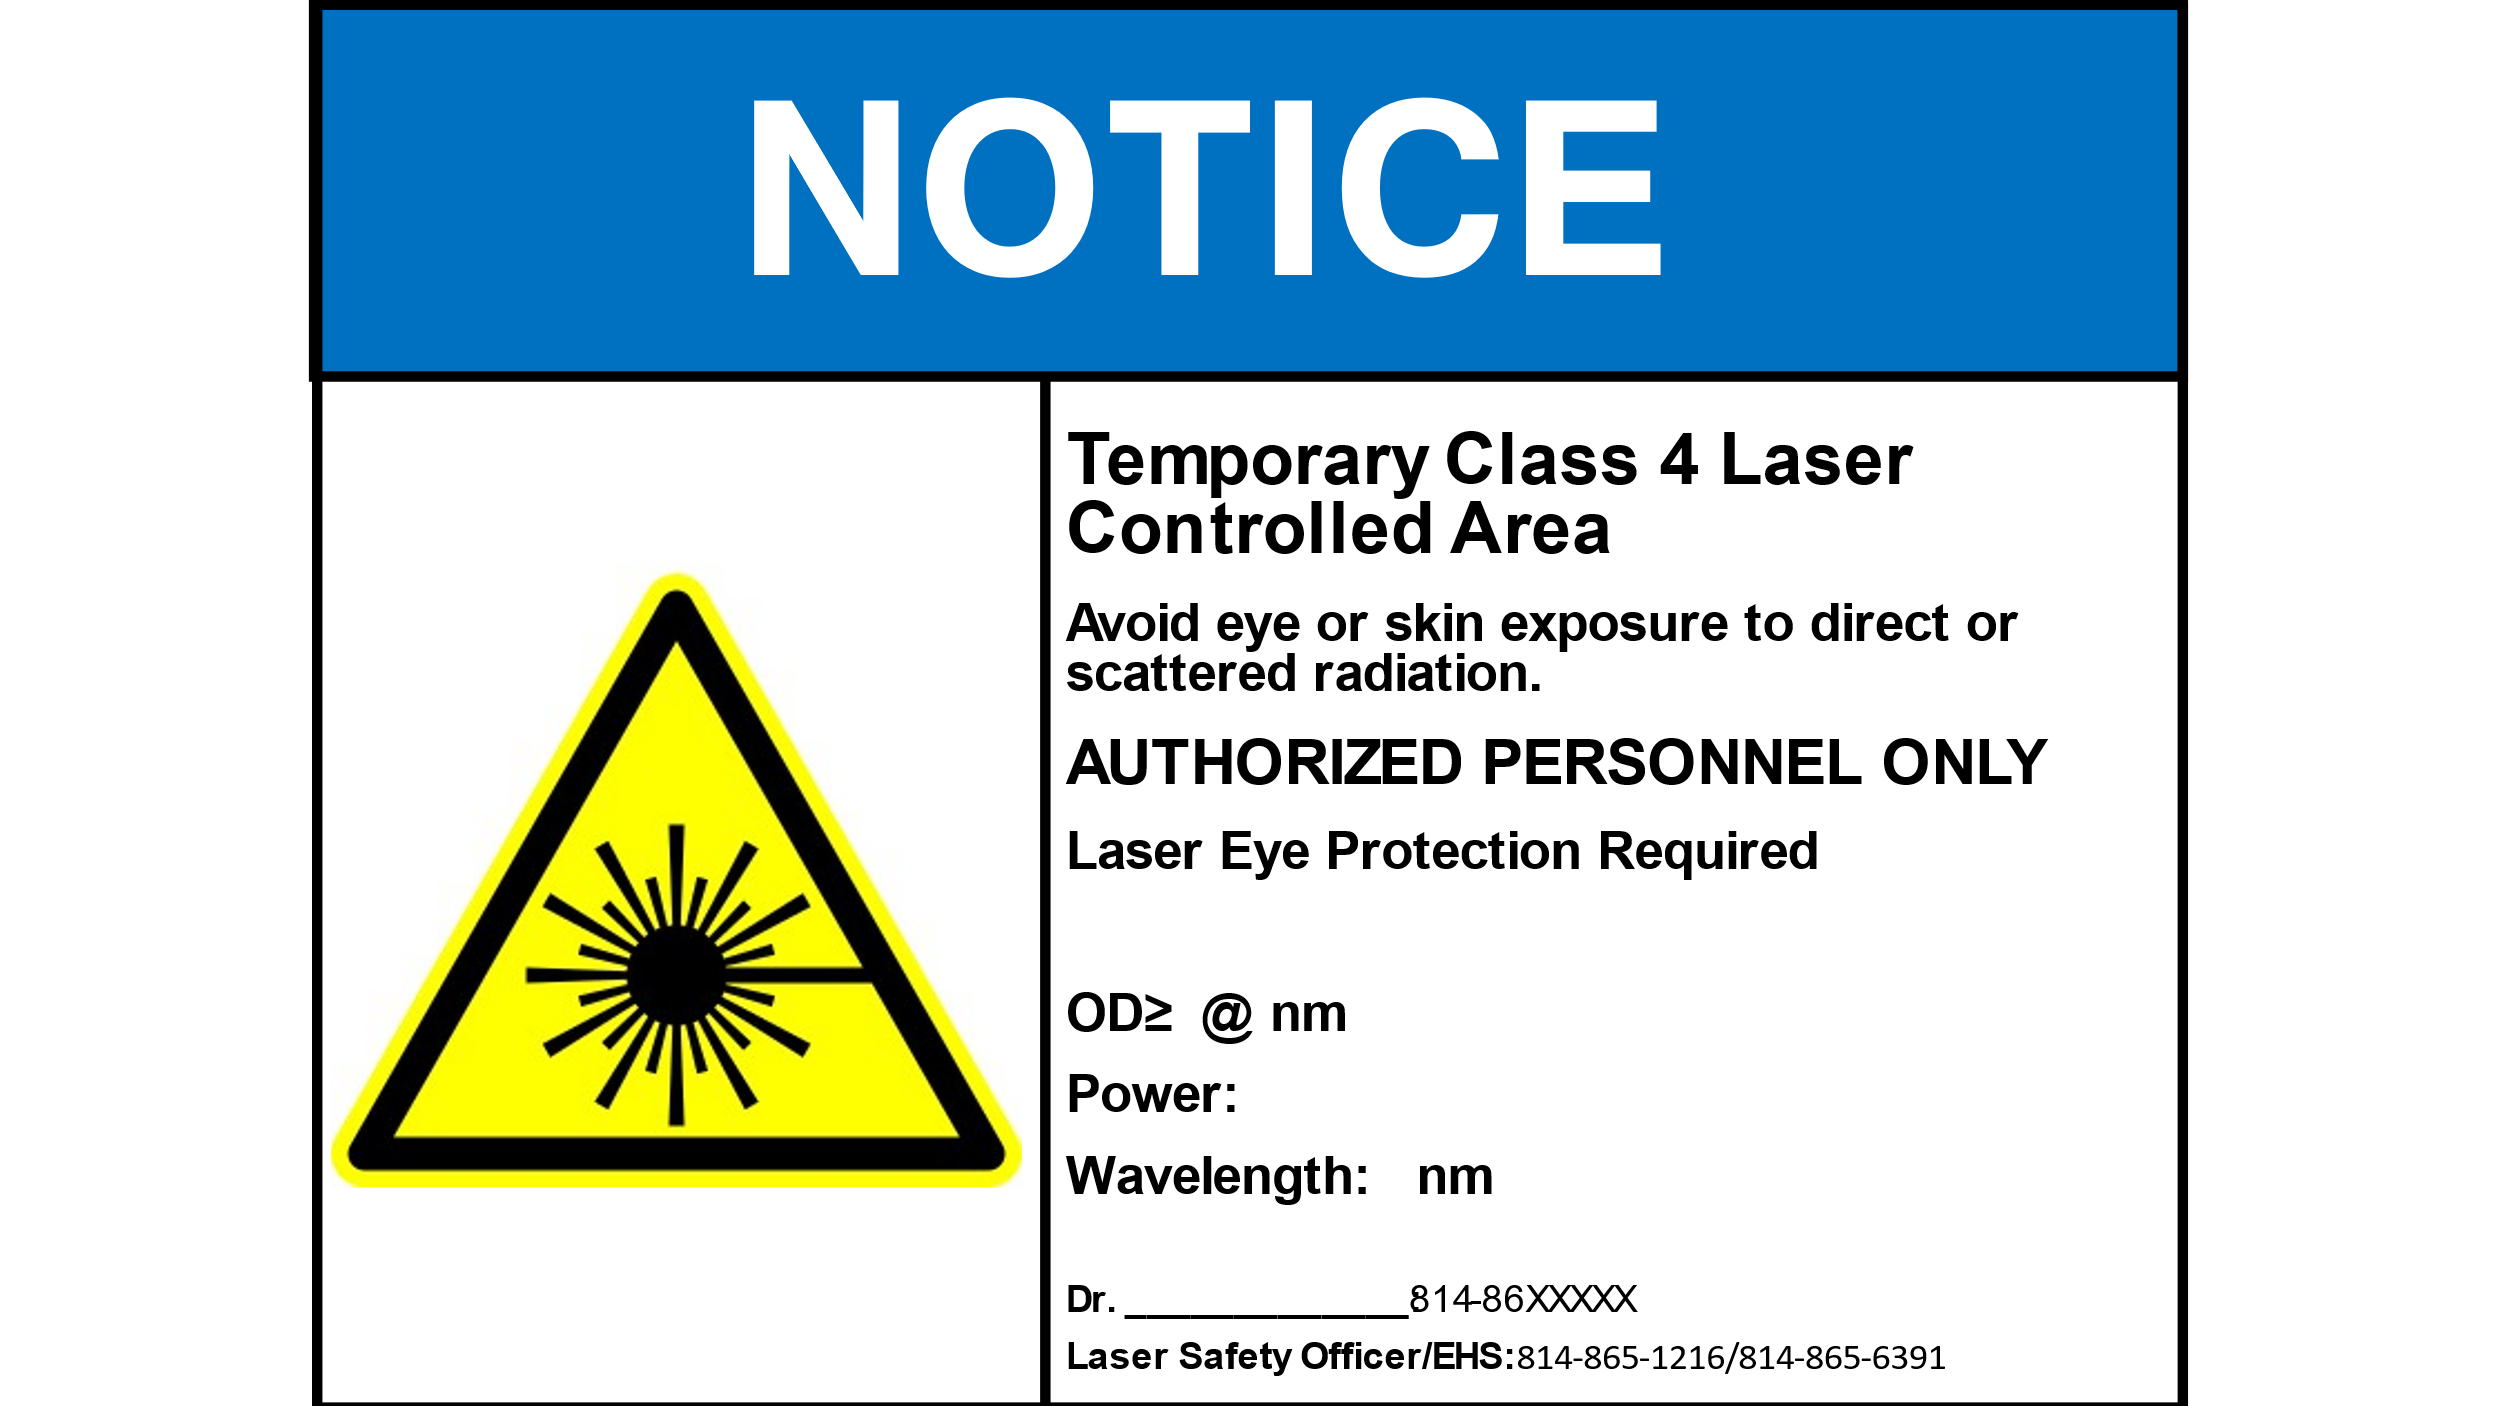 NOTICE
Temporary Class 4 Laser
Controlled Area
Avoid eye or skin exposure to direct or
scattered radiation.
AUTHORIZED PERSONNEL ONLY
Laser Eye Protection Required
OD≥  @ nm
Power:
Wavelength:   nm
Dr. _____________:814-86XXXXX
Laser Safety Officer/EHS:814-865-1216/814-865-6391